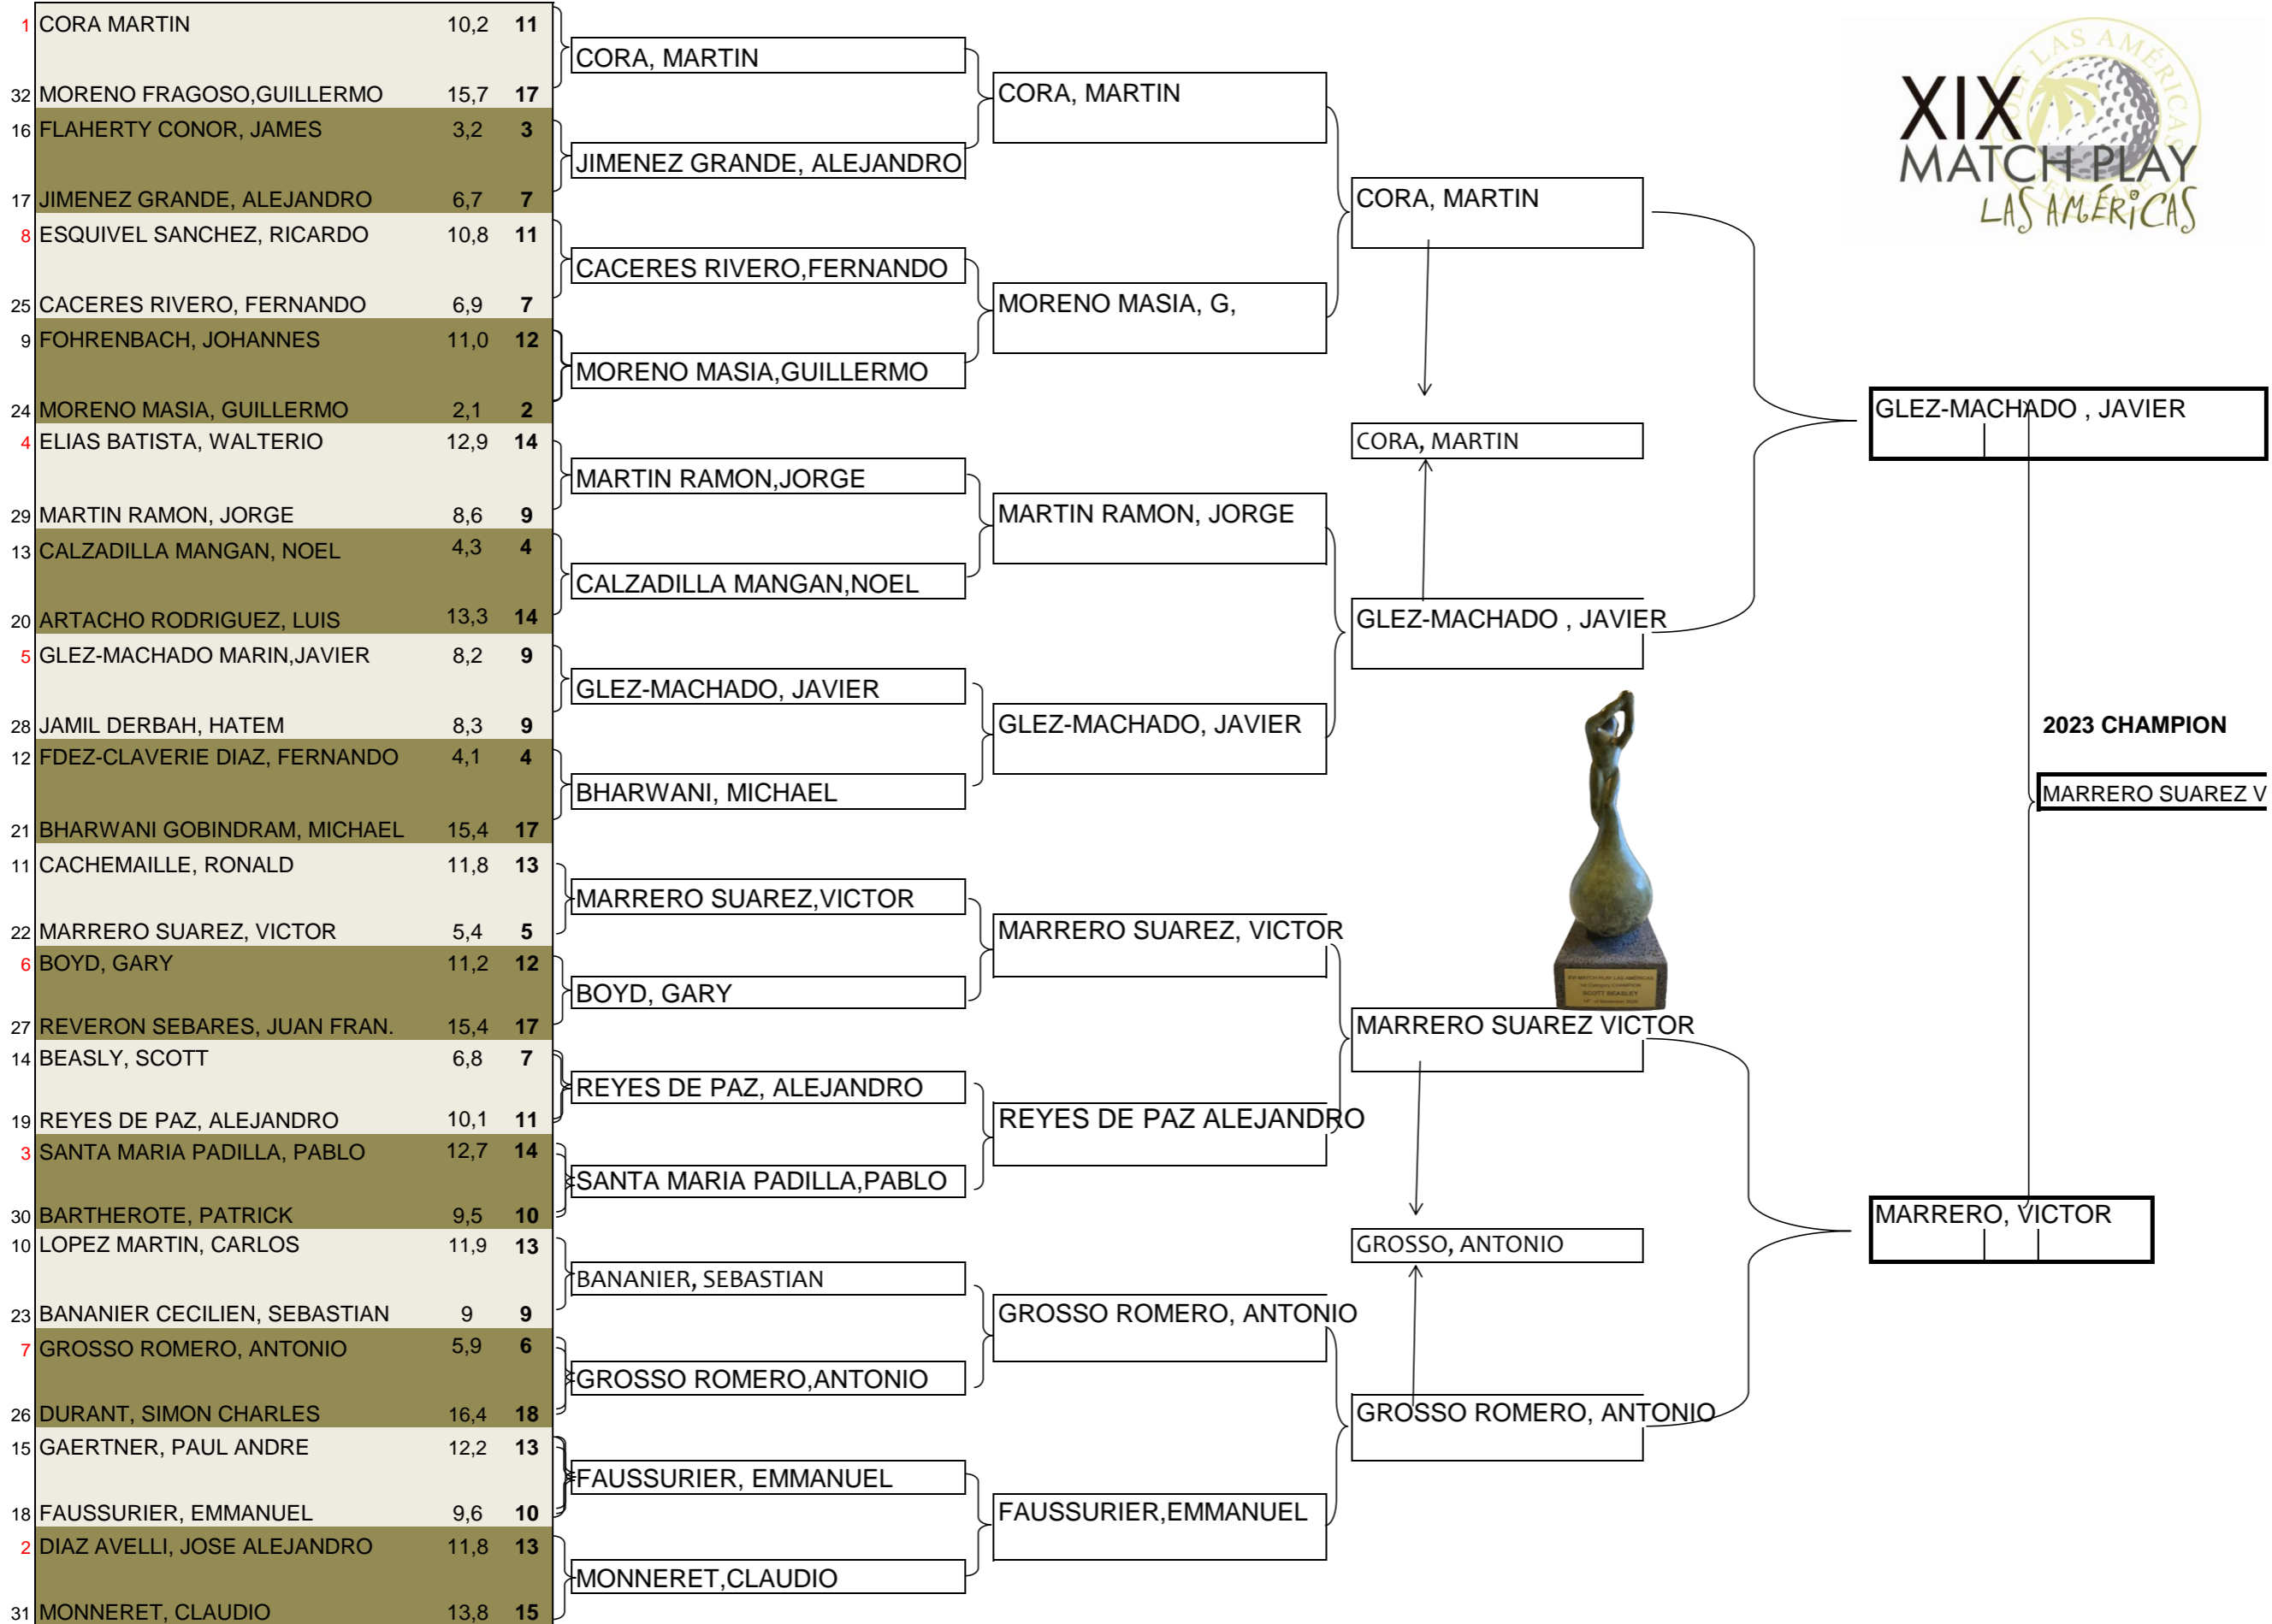 1 CORA MARTIN 10,2 11
32 MORENO FRAGOSO,GUILLERMO 15,7 17
16 FLAHERTY CONOR, JAMES 3,2 3
17 JIMENEZ GRANDE, ALEJANDRO 6,7 7
8 ESQUIVEL SANCHEZ, RICARDO 10,8 11
25 CACERES RIVERO, FERNANDO 6,9 7
9 FOHRENBACH, JOHANNES 11,0 12
24 MORENO MASIA, GUILLERMO 2,1 2
4 ELIAS BATISTA, WALTERIO 12,9 14
29 MARTIN RAMON, JORGE 8,6 9
13 CALZADILLA MANGAN, NOEL 4,3 4
20 ARTACHO RODRIGUEZ, LUIS 13,3 14
5 GLEZ-MACHADO MARIN,JAVIER 8,2 9
28 JAMIL DERBAH, HATEM 8,3 9
12 FDEZ-CLAVERIE DIAZ, FERNANDO 4,1 4
21 BHARWANI GOBINDRAM, MICHAEL 15,4 17
11 CACHEMAILLE, RONALD 11,8 13
22 MARRERO SUAREZ, VICTOR 5,4 5
6 BOYD, GARY 11,2 12
27 REVERON SEBARES, JUAN FRAN. 15,4 17
14 BEASLY, SCOTT 6,8 7
19 REYES DE PAZ, ALEJANDRO 10,1 11
3 SANTA MARIA PADILLA, PABLO 12,7 14
30 BARTHEROTE, PATRICK 9,5 10
10 LOPEZ MARTIN, CARLOS 11,9 13
23 BANANIER CECILIEN, SEBASTIAN 9 9
7 GROSSO ROMERO, ANTONIO 5,9 6
26 DURANT, SIMON CHARLES 16,4 18
15 GAERTNER, PAUL ANDRE 12,2 13
18 FAUSSURIER, EMMANUEL 9,6 10
2 DIAZ AVELLI, JOSE ALEJANDRO 11,8 13
31 MONNERET, CLAUDIO 13,8 15
CORA, MARTIN
JIMENEZ GRANDE, ALEJANDRO
CACERES RIVERO,FERNANDO
MORENO MASIA,GUILLERMO
MARTIN RAMON,JORGE
CALZADILLA MANGAN,NOEL
GLEZ-MACHADO, JAVIER
BHARWANI, MICHAEL
MARRERO SUAREZ,VICTOR
BOYD, GARY
REYES DE PAZ, ALEJANDRO
SANTA MARIA PADILLA,PABLO
BANANIER, SEBASTIAN
GROSSO ROMERO,ANTONIO
FAUSSURIER, EMMANUEL
MONNERET,CLAUDIO
CORA, MARTIN
MORENO MASIA, G,
MARTIN RAMON, JORGE
GLEZ-MACHADO, JAVIER
MARRERO SUAREZ, VICTOR
REYES DE PAZ ALEJANDRO
GROSSO ROMERO, ANTONIO
FAUSSURIER,EMMANUEL
CORA, MARTIN
CORA, MARTIN
GLEZ-MACHADO , JAVIER
MARRERO SUAREZ VICTOR
GROSSO, ANTONIO
GROSSO ROMERO, ANTONIO
GLEZ-MACHADO , JAVIER
MARRERO, VICTOR
2023 CHAMPION
MARRERO SUAREZ V
XIX
MATCH PLAY
LAS AMÉRICAS
GOLF LAS AMÉRICAS
SCOTT BEASLEY